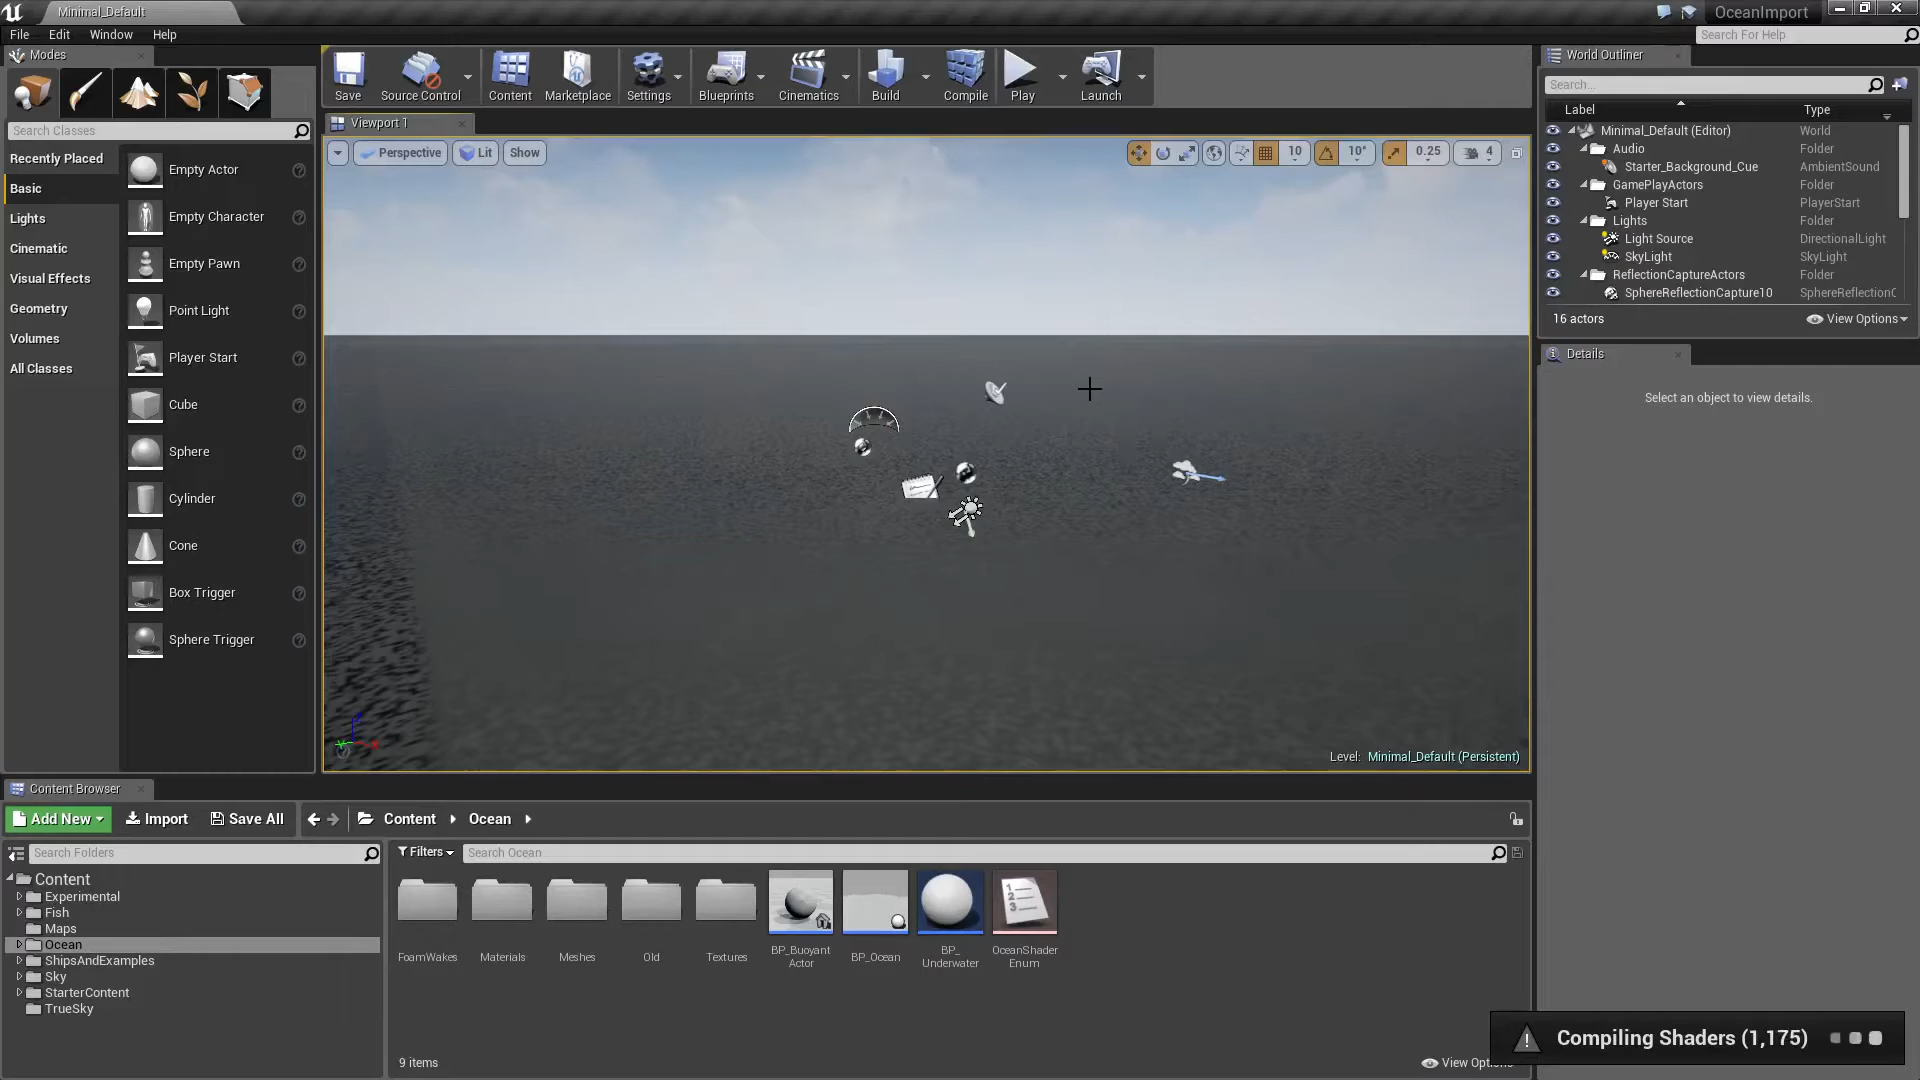 Minimal_Default
OceanImport
File Edit Window Help
Search For Help
Modes
Search Classes
Recently Placed
Basic
Lights
Cinematic
Visual Effects
Geometry
Volumes
All Classes
Empty Actor
Empty Character
Empty Pawn
Point Light
Player Start
Cube
Sphere
Cylinder
Cone
Box Trigger
Sphere Trigger
Save Source Control Content Marketplace Settings Blueprints Cinematics Build Compile Play Launch
Viewport 1
Perspective Lit Show
10 10° 0.25 4
Level: Minimal_Default (Persistent)
World Outliner
Search...
Label Type
Minimal_Default (Editor) World
Audio Folder
Starter_Background_Cue AmbientSound
GamePlayActors Folder
Player Start PlayerStart
Lights Folder
Light Source DirectionalLight
SkyLight SkyLight
ReflectionCaptureActors Folder
SphereReflectionCapture10 SphereReflectionC
16 actors View Options
Details
Select an object to view details.
Content Browser
Add New Import Save All Content Ocean
Search Folders
Content
Experimental
Fish
Maps
Ocean
ShipsAndExamples
Sky
StarterContent
TrueSky
Filters Search Ocean
FoamWakes
Materials
Meshes
Old
Textures
BP_Buoyant
Actor
BP_Ocean
BP_
Underwater
1
2
3
OceanShader
Enum
9 items
View Opti
Compiling Shaders (1,175)